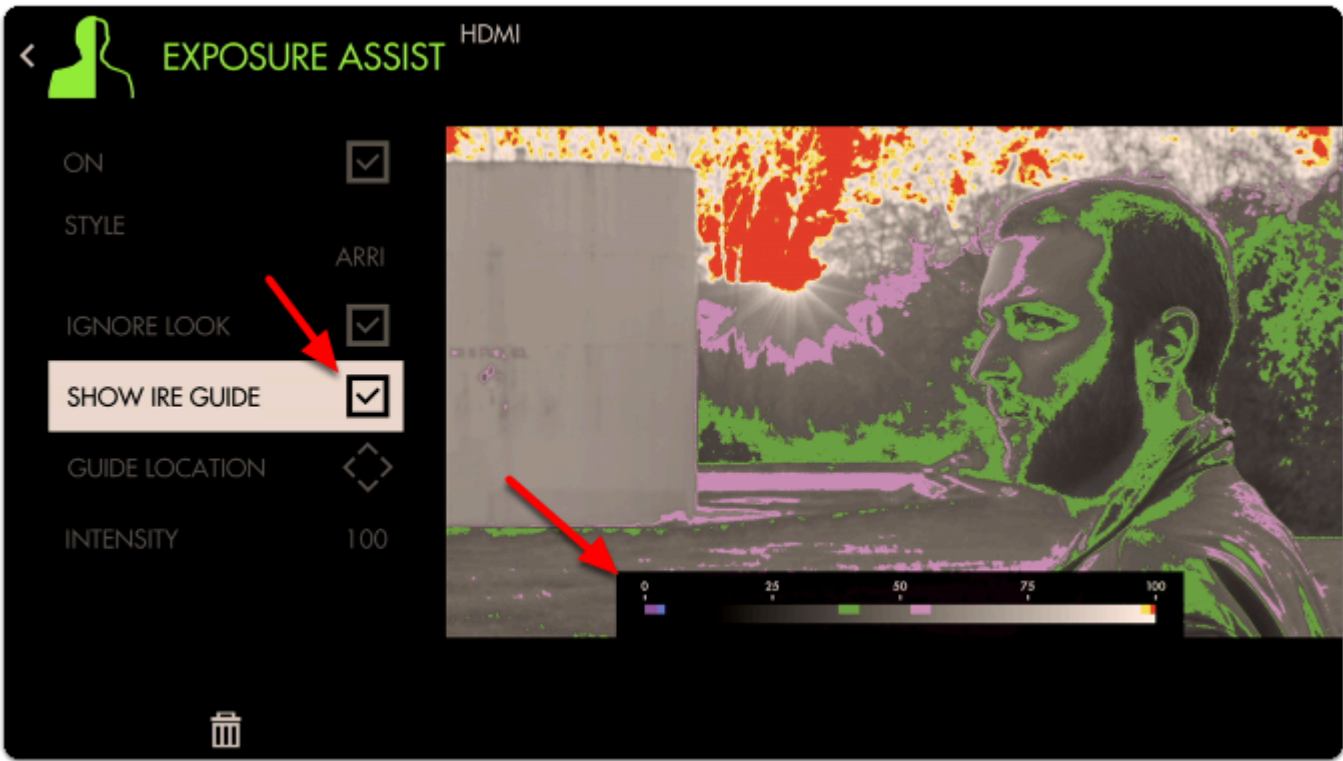 EXPOSURE ASSIST
HDMI
ON
STYLE
ARRI
IGNORE LOOK
SHOW IRE GUIDE
GUIDE LOCATION
INTENSITY 100
0 25 50 75 100